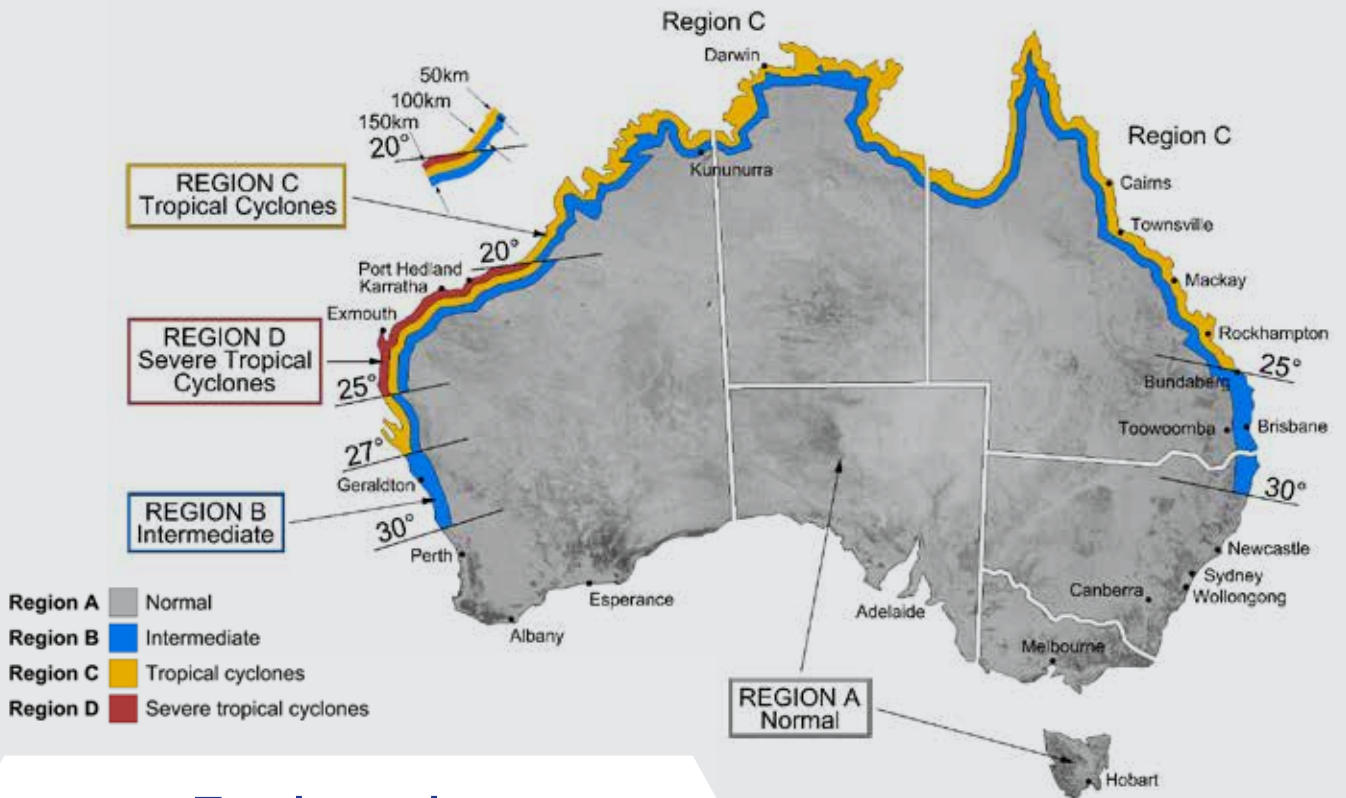 Region C
Darwin
50km
100km
150km
20°
Region C
REGION C
Tropical Cyclones
Kununurra
Cairns
Townsville
20°
Port Hedland
Karratha
Exmouth
Mackay
REGION D
Severe Tropical
Cyclones
Rockhampton
25°
25°
Bundaberg
Toowoomba
Brisbane
27°
Geraldton
30°
REGION B
Intermediate
30°
Perth
Newcastle
Sydney
Wollongong
Canberra
Esperance
Adelaide
Albany
Melbourne
Region A Normal
Region B Intermediate
Region C Tropical cyclones
Region D Severe tropical cyclones
REGION A
Normal
Hobart